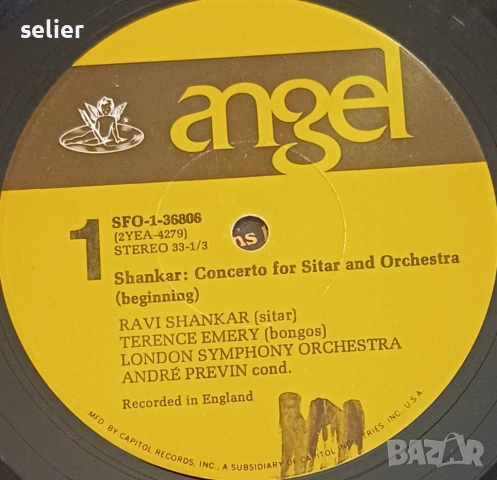 selier
angel
1
SFO-1-36806
(2YEA-4279)
STEREO 33-1/3
Shankar: Concerto for Sitar and Orchestra
(beginning)
RAVI SHANKAR (sitar)
TERENCE EMERY (bongos)
LONDON SYMPHONY ORCHESTRA
ANDRÉ PREVIN cond.
Recorded in England
MFD. BY CAPITOL RECORDS, INC., A SUBSIDIARY OF CAPITOL INDUSTRIES, INC. U.S.A.
BAZAR